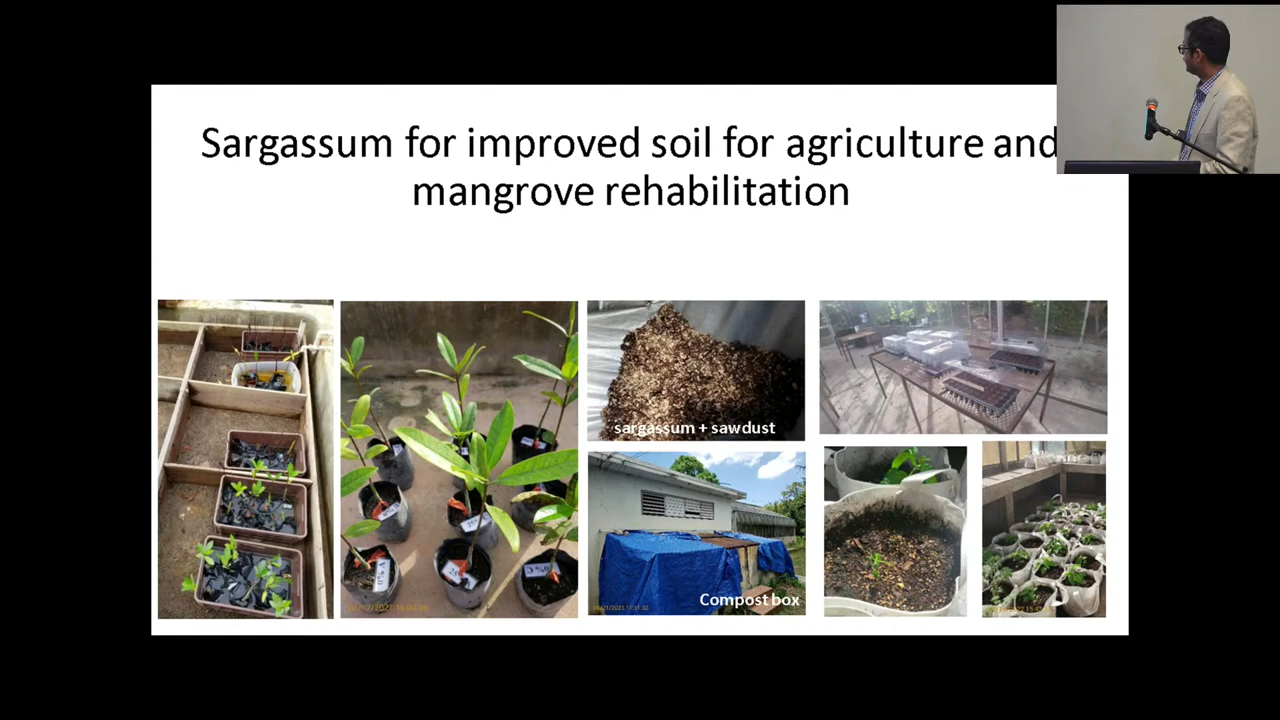 Sargassum for improved soil for agriculture and
mangrove rehabilitation
sargassum + sawdust
Compost box